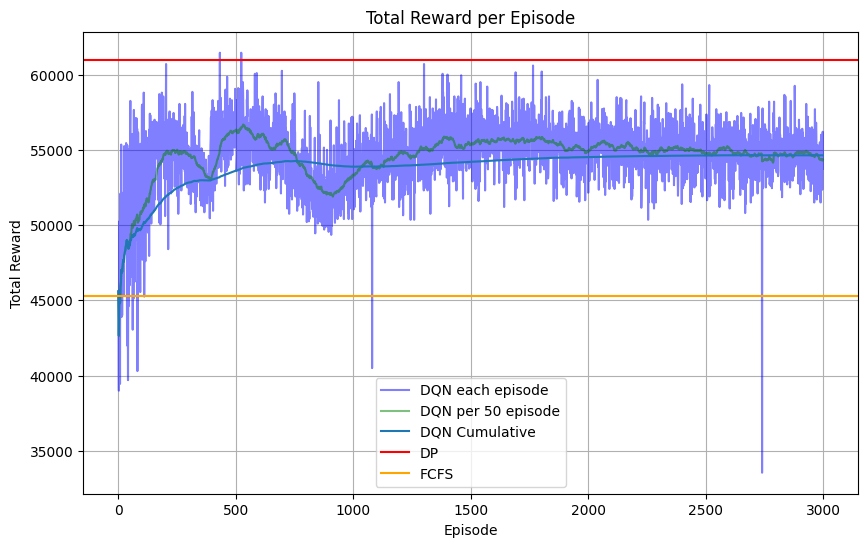 Total Reward per Episode
Total Reward
60000
55000
50000
45000
40000
35000
DQN each episode
DQN per 50 episode
DQN Cumulative
DP
FCFS
0
500
1000
1500
2000
2500
3000
Episode